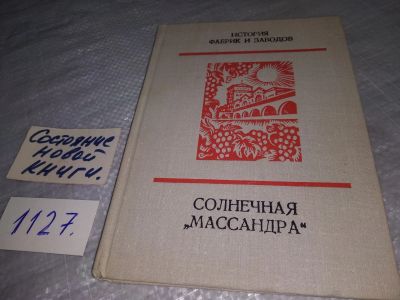 ИСТОРИЯ
ФАБРИК И ЗАВОДОВ
СОЛНЕЧНАЯ
„МАССАНДРА“
Состояние
новой
книги.
1127.